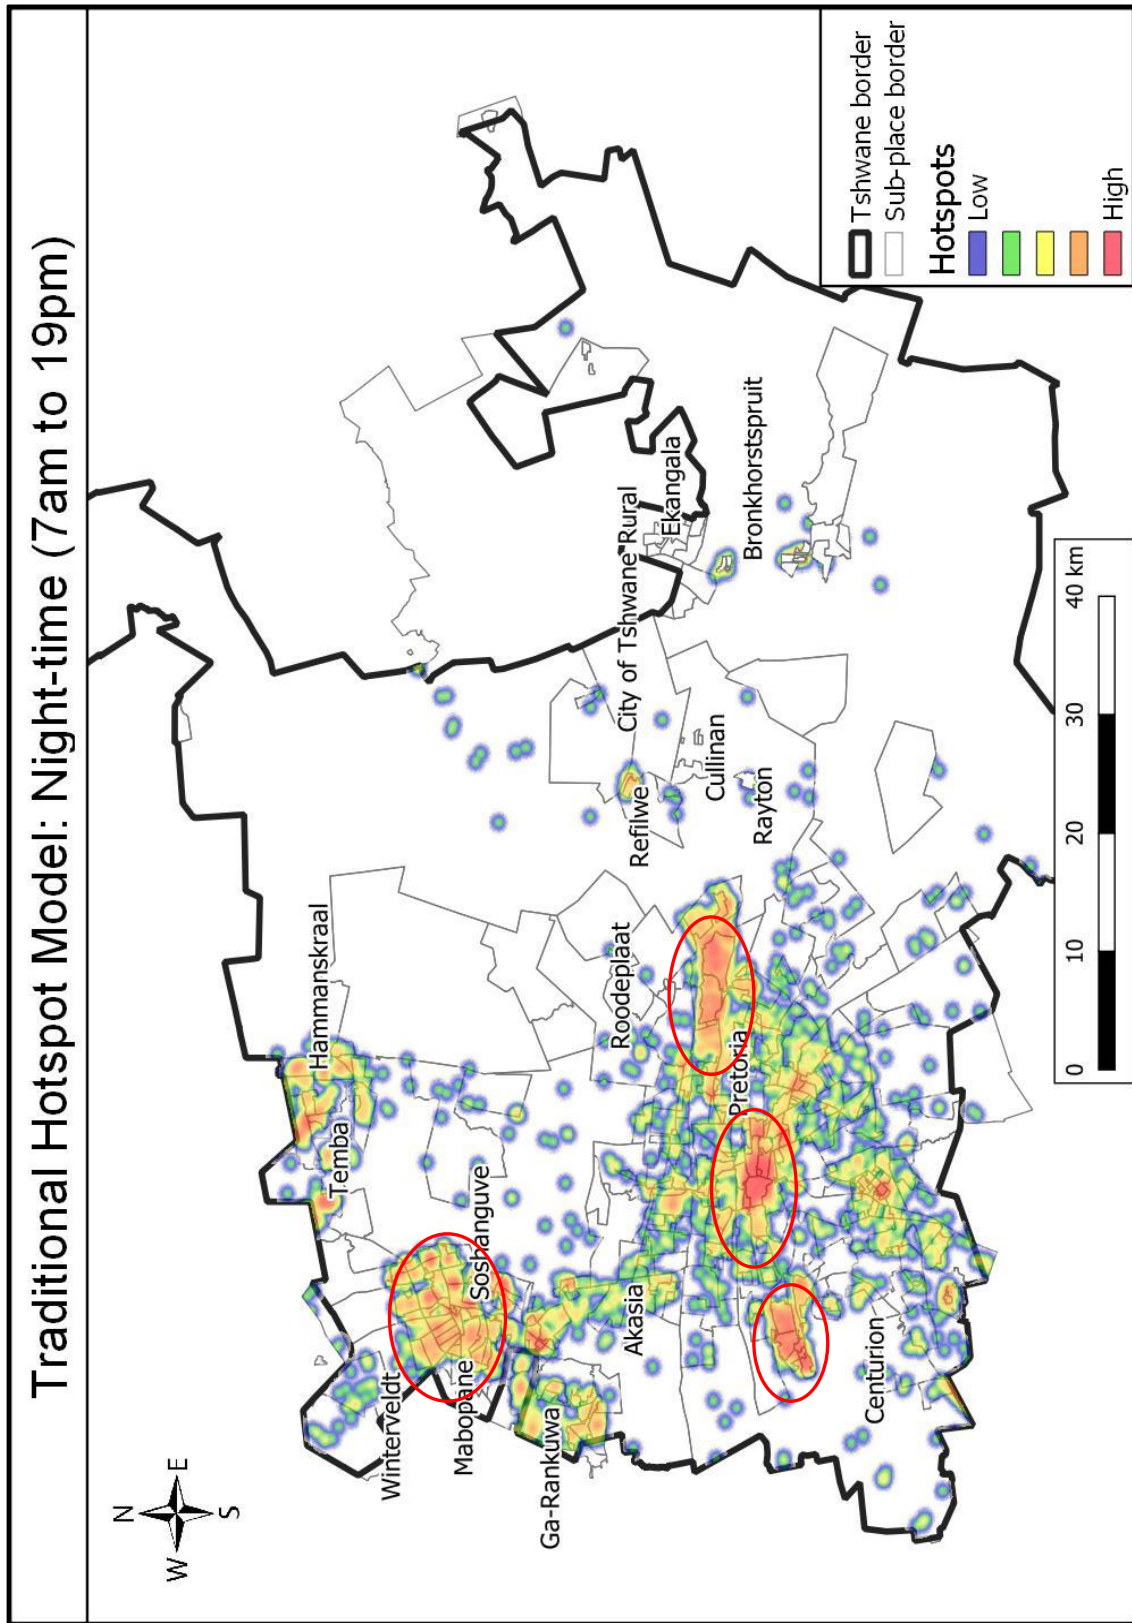 Traditional Hotspot Model: Night-time (7am to 19pm)
N
W
E
S
Hammanskraal
Temba
Winterveldt
Soshanguve
Mabopane
Ga-Rankuwa
Akasia
Roodeplaat
Refilwe
City of Tshwane Rural
Ekangala
Cullinan
Pretoria
Rayton
Bronkhorstspruit
Centurion
Tshwane border
Sub-place border
Hotspots
Low
High
0
10
20
30
40 km